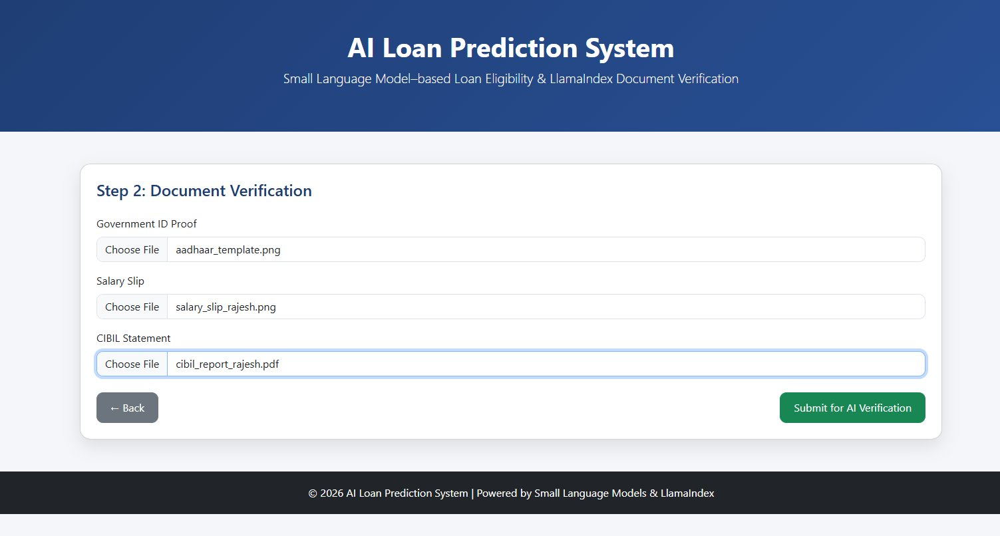 AI Loan Prediction System
Small Language Model–based Loan Eligibility & LlamaIndex Document Verification
Step 2: Document Verification
Government ID Proof
Choose File aadhaar_template.png
Salary Slip
Choose File salary_slip_rajesh.png
CIBIL Statement
Choose File cibil_report_rajesh.pdf
← Back Submit for AI Verification
© 2026 AI Loan Prediction System | Powered by Small Language Models & LlamaIndex